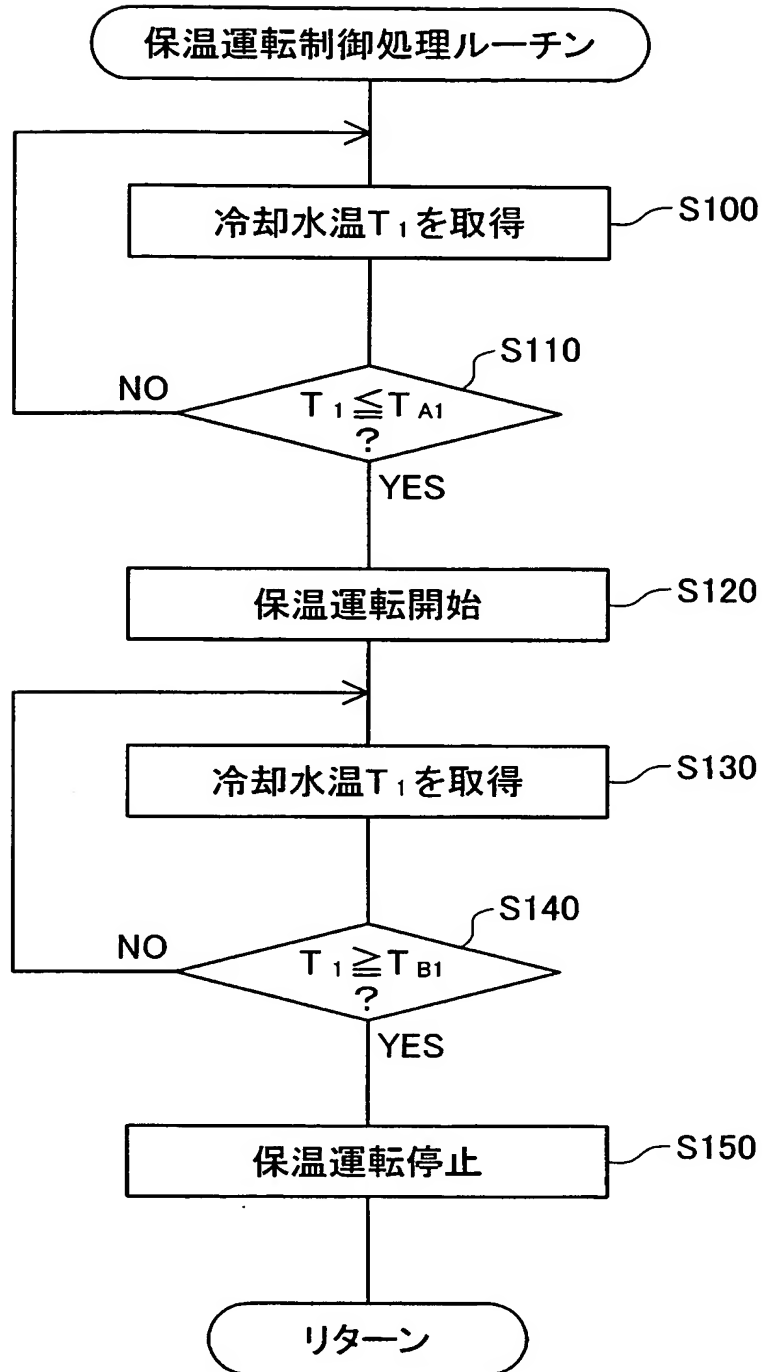 保温運転制御処理ルーチン
冷却水温T₁を取得
S100
S110
NO
T₁≦T_A1
?
YES
保温運転開始
S120
冷却水温T₁を取得
S130
S140
NO
T₁≧T_B1
?
YES
保温運転停止
S150
リターン